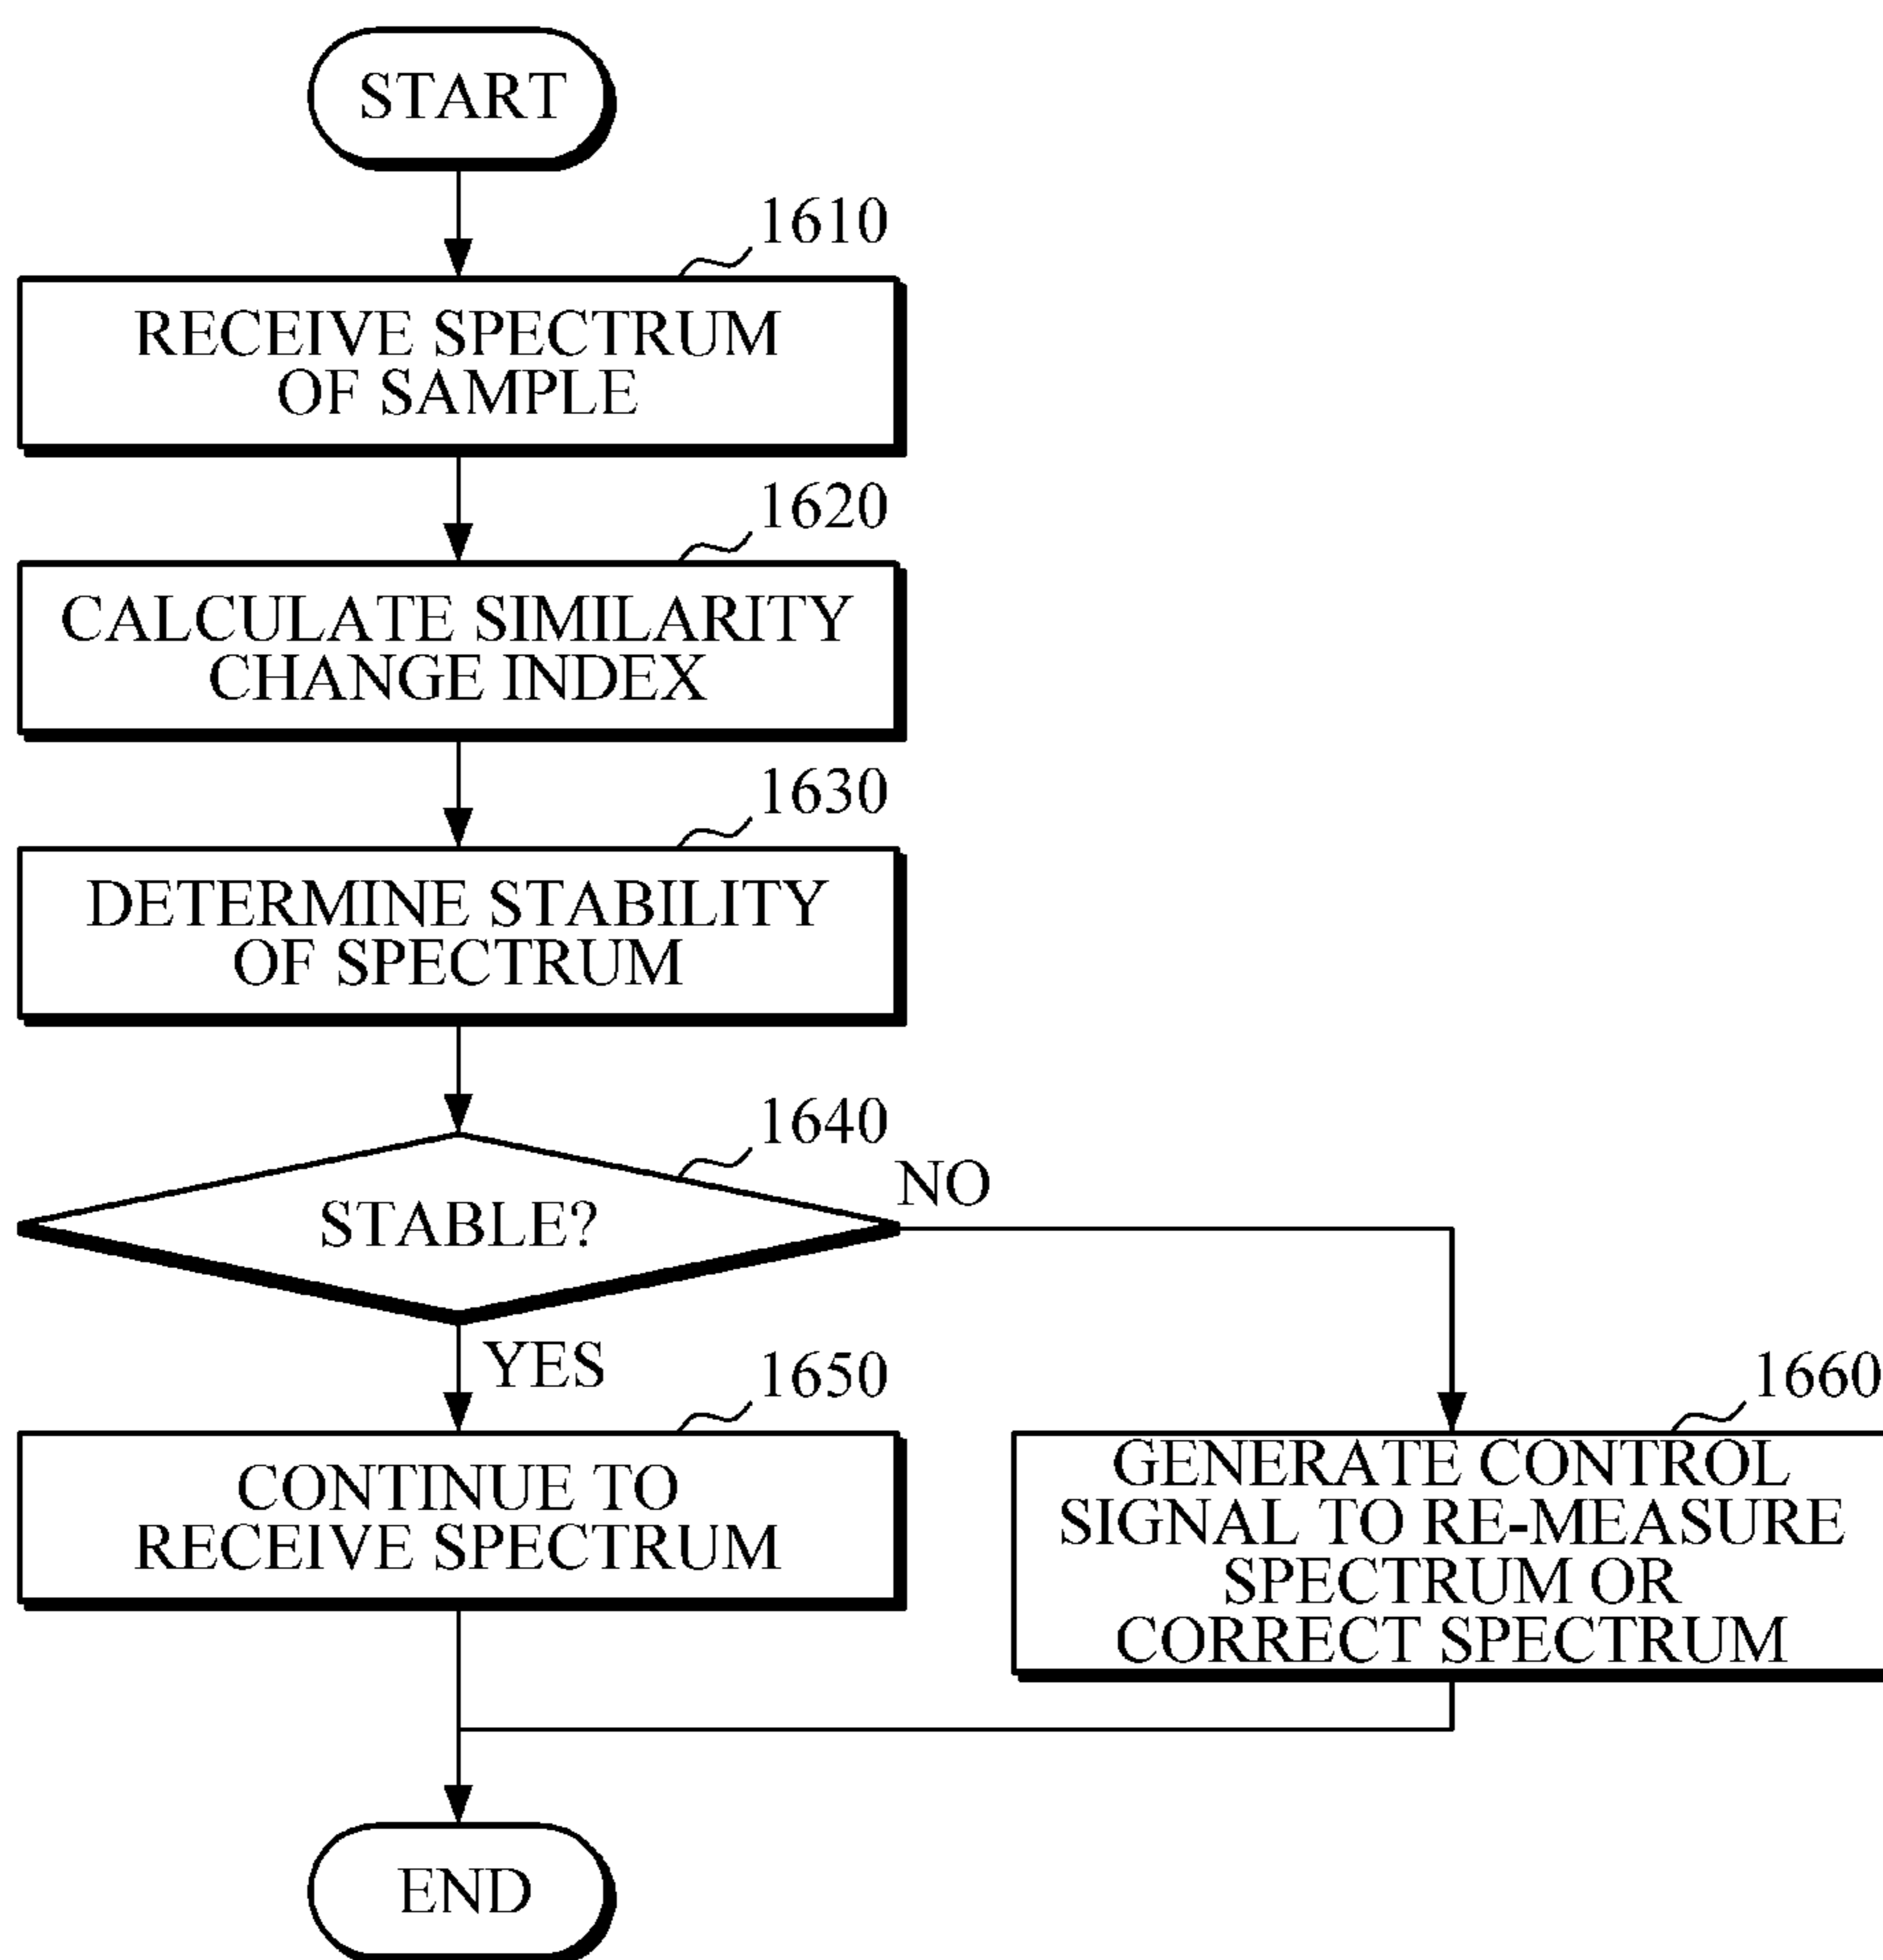 START
1610
RECEIVE SPECTRUM
OF SAMPLE
1620
CALCULATE SIMILARITY
CHANGE INDEX
1630
DETERMINE STABILITY
OF SPECTRUM
1640
STABLE?
NO
YES
1650
CONTINUE TO
RECEIVE SPECTRUM
1660
GENERATE CONTROL
SIGNAL TO RE-MEASURE
SPECTRUM OR
CORRECT SPECTRUM
END